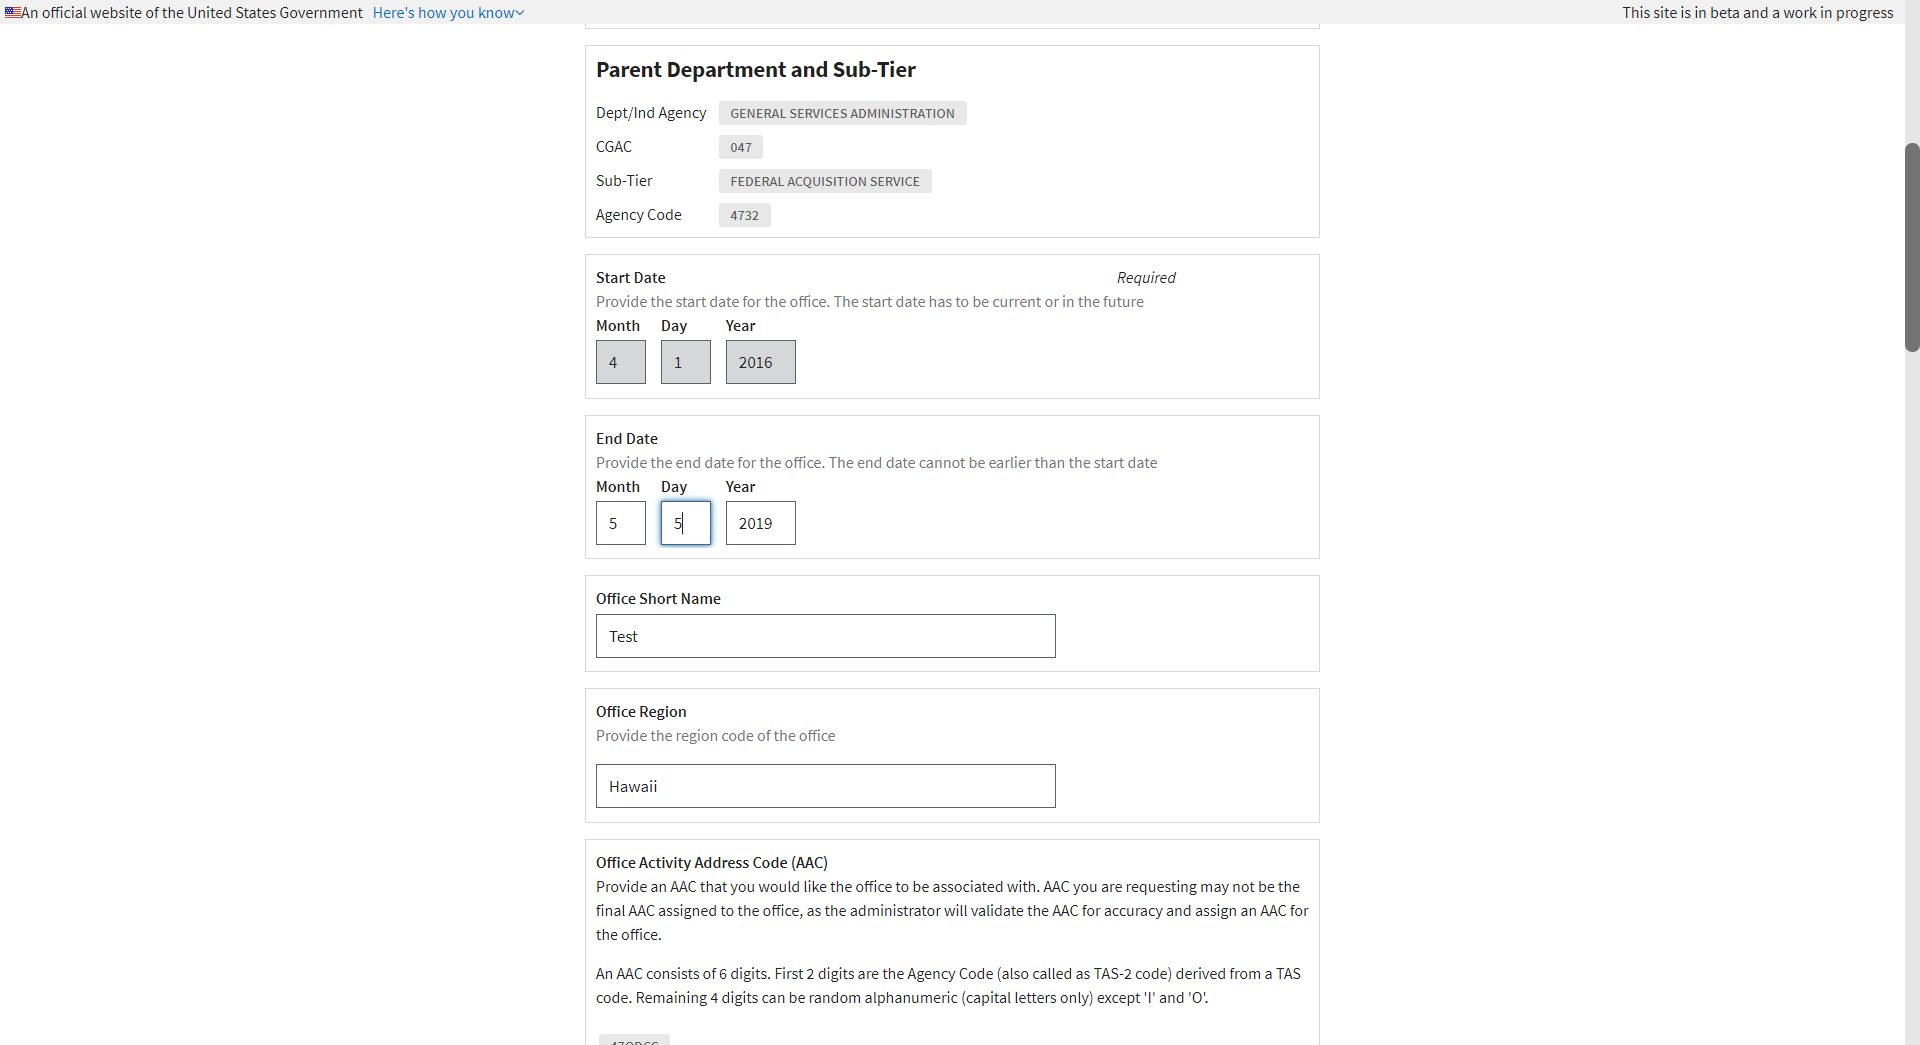 An official website of the United States Government Here's how you know This site is in beta and a work in progress
Parent Department and Sub-Tier
Dept/Ind Agency GENERAL SERVICES ADMINISTRATION
CGAC 047
Sub-Tier FEDERAL ACQUISITION SERVICE
Agency Code 4732
Start Date Required
Provide the start date for the office. The start date has to be current or in the future
Month Day Year
4 1 2016
End Date
Provide the end date for the office. The end date cannot be earlier than the start date
Month Day Year
5 5 2019
Office Short Name
Test
Office Region
Provide the region code of the office
Hawaii
Office Activity Address Code (AAC)
Provide an AAC that you would like the office to be associated with. AAC you are requesting may not be the
final AAC assigned to the office, as the administrator will validate the AAC for accuracy and assign an AAC for
the office.
An AAC consists of 6 digits. First 2 digits are the Agency Code (also called as TAS-2 code) derived from a TAS
code. Remaining 4 digits can be random alphanumeric (capital letters only) except 'I' and 'O'.